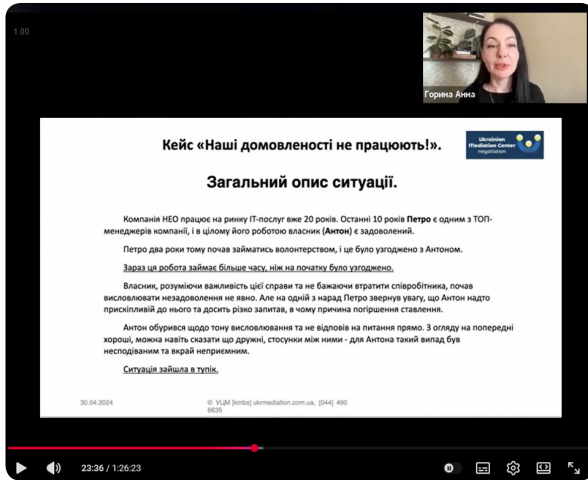 1.00
Горина Анна
Кейс «Наші домовленості не працюють!».
Ukrainian
Mediation Center
negotiation
Загальний опис ситуації.
Компанія НЕО працює на ринку ІТ-послуг вже 20 років. Останні 10 років Петро є одним з ТОП-
менеджерів компанії, і в цілому його роботою власник (Антон) є задоволений.
Петро два роки тому почав займатись волонтерством, і це було узгоджено з Антоном.
Зараз ця робота займає більше часу, ніж на початку було узгоджено.
Власник, розуміючи важливість цієї справи та не бажаючи втратити співробітника, почав
висловлювати незадоволення не явно. Але на одній з нарад Петро звернув увагу, що Антон надто
прискіпливий до нього та досить різко запитав, в чому причина погіршення ставлення.
Антон обурився щодо тону висловлювання та не відповів на питання прямо. З огляду на попередні
хороші, можна навіть сказати що дружні, стосунки між ними - для Антона такий випад був
несподіваним та вкрай неприємним.
Ситуація зайшла в тупік.
30.04.2024
© УЦМ [kmbs] ukrmediation.com.ua, [044] 490
6635
23:36 / 1:26:23